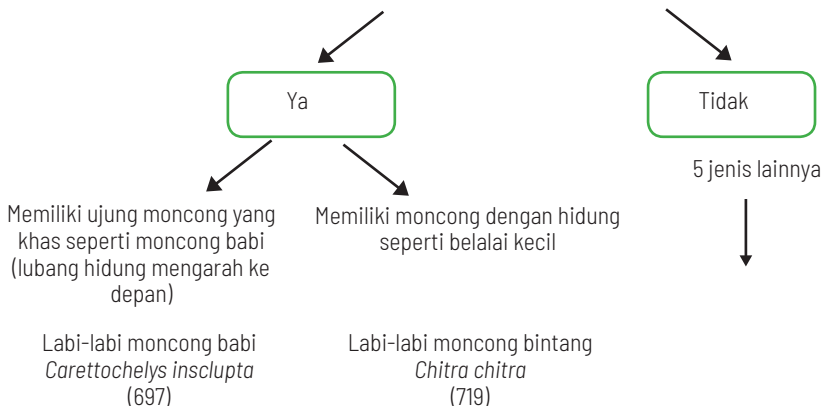 Ya
Tidak
5 jenis lainnya
Memiliki ujung moncong yang
khas seperti moncong babi
(lubang hidung mengarah ke
depan)
Memiliki moncong dengan hidung
seperti belalai kecil
Labi-labi moncong babi
Carettochelys insclupta
(697)
Labi-labi moncong bintang
Chitra chitra
(719)